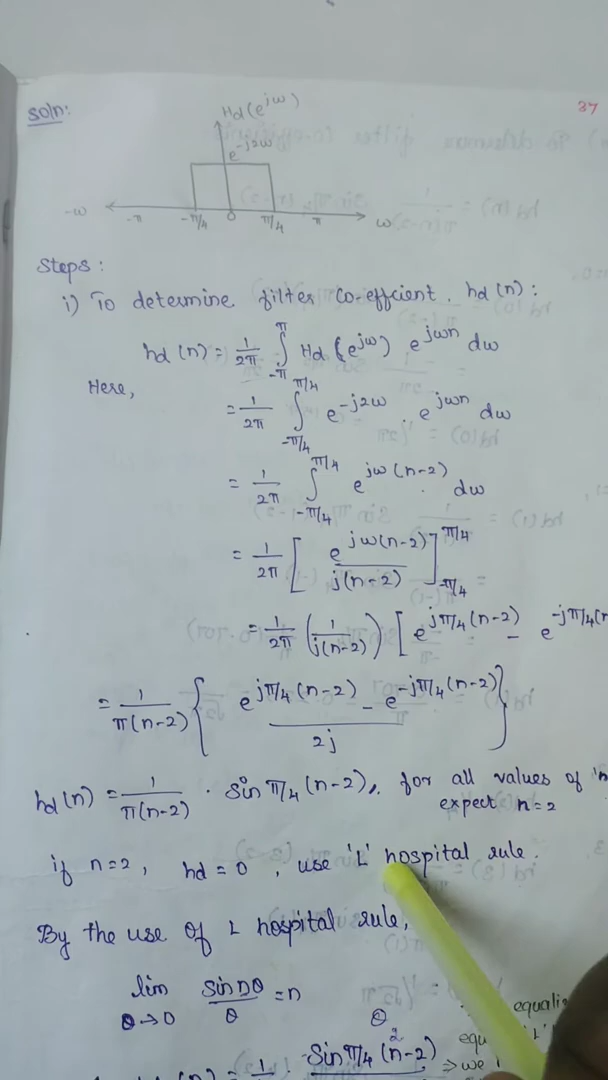 37
Soln:
Hd(e^jω)
e^-j2ω
-ω -π -π/4 0 π/4 π ω
Steps:
i) To determine filter co-effcient. hd(n):
hd(n) = 1/2π ∫_-π^π Hd(e^jω) e^jωn dω
Here,
= 1/2π ∫_-π/4^π/4 e^-j2ω . e^jωn dω
= 1/2π ∫_-π/4^π/4 e^jω(n-2) dω
= 1/2π [ e^jω(n-2) / j(n-2) ]_-π/4^π/4
= 1/2π (1/j(n-2)) [ e^jπ/4(n-2) - e^-jπ/4(n
= 1/π(n-2) { e^jπ/4(n-2) - e^-jπ/4(n-2) / 2j }
hd(n) = 1/π(n-2) . sin π/4 (n-2), for all values of 'n
expect n=2
if n=2, hd = 0, use 'L' hospital rule.
By the use of L hospital rule,
lim θ→0 sin nθ / θ = n
θ
equaliz
equ
sin π/4 (n-2)
⇒ we